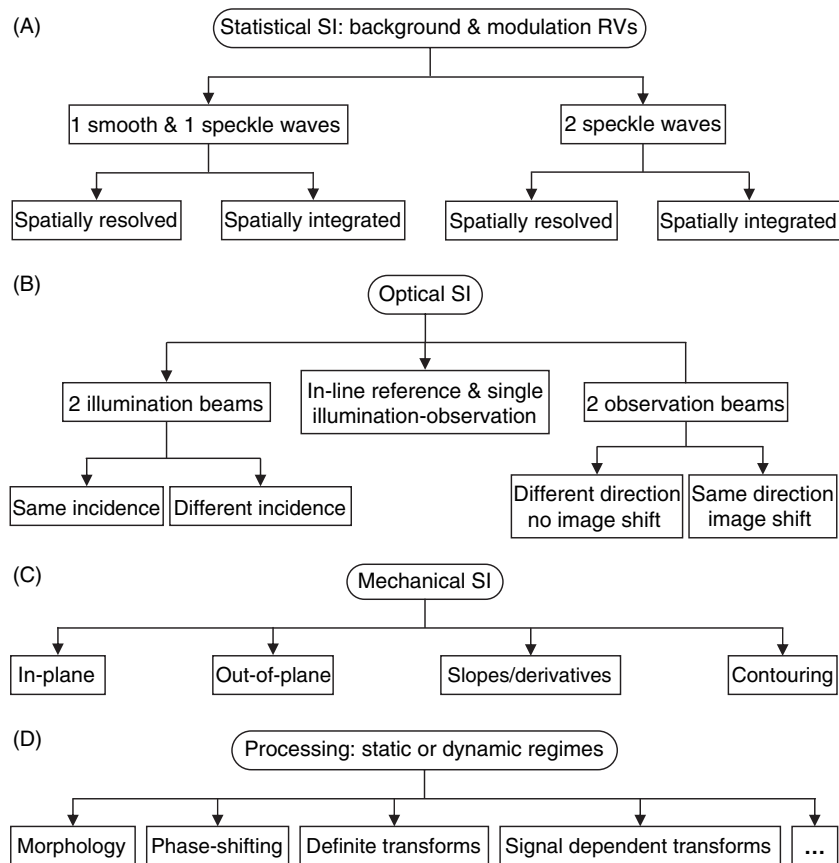 (A)
Statistical SI: background & modulation RVs
1 smooth & 1 speckle waves
2 speckle waves
Spatially resolved
Spatially integrated
Spatially resolved
Spatially integrated
(B)
Optical SI
2 illumination beams
In-line reference & single
illumination-observation
2 observation beams
Same incidence
Different incidence
Different direction
no image shift
Same direction
image shift
(C)
Mechanical SI
In-plane
Out-of-plane
Slopes/derivatives
Contouring
(D)
Processing: static or dynamic regimes
Morphology
Phase-shifting
Definite transforms
Signal dependent transforms
...